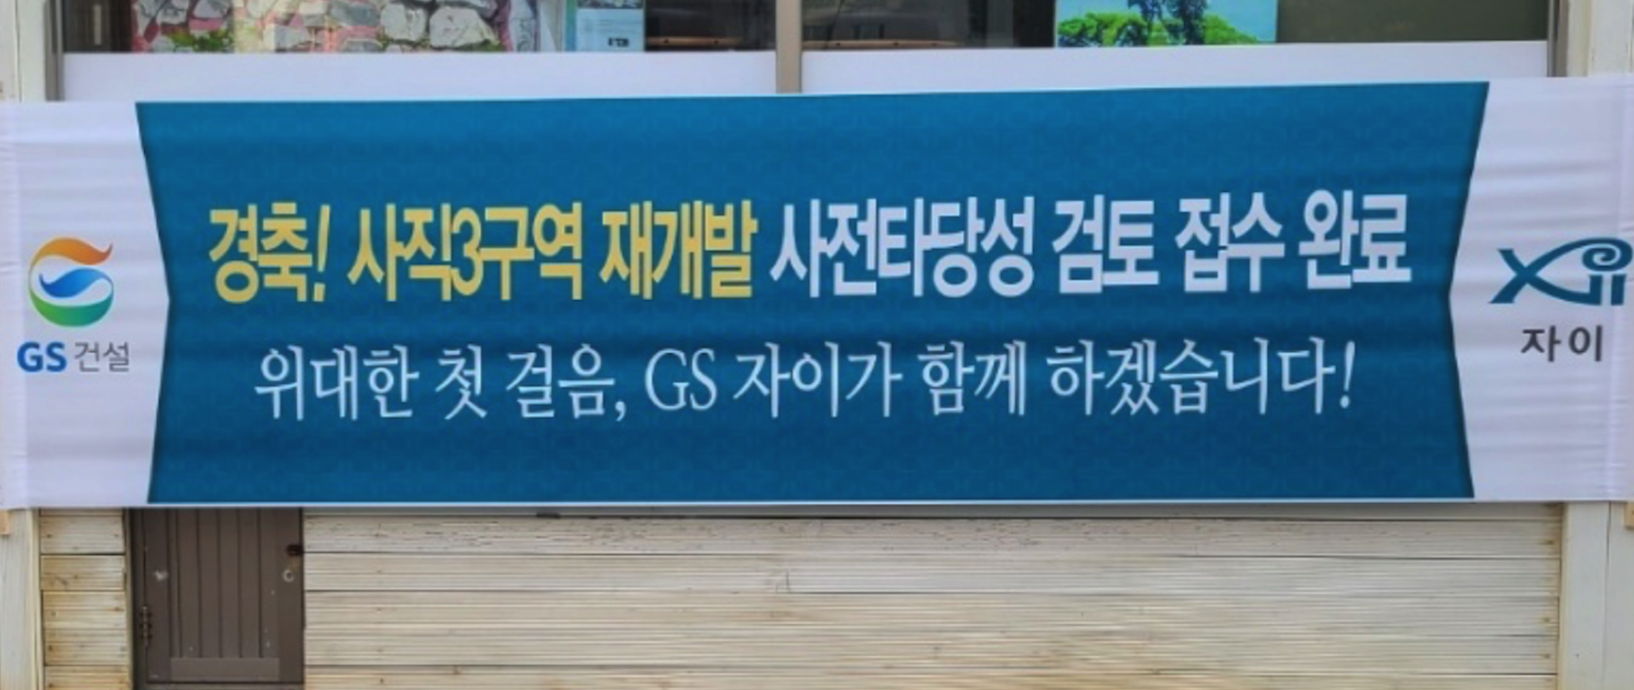 경축! 사직3구역 재개발 사전타당성 검토 접수 완료
위대한 첫 걸음, GS 자이가 함께 하겠습니다!
GS건설
Xi
자이